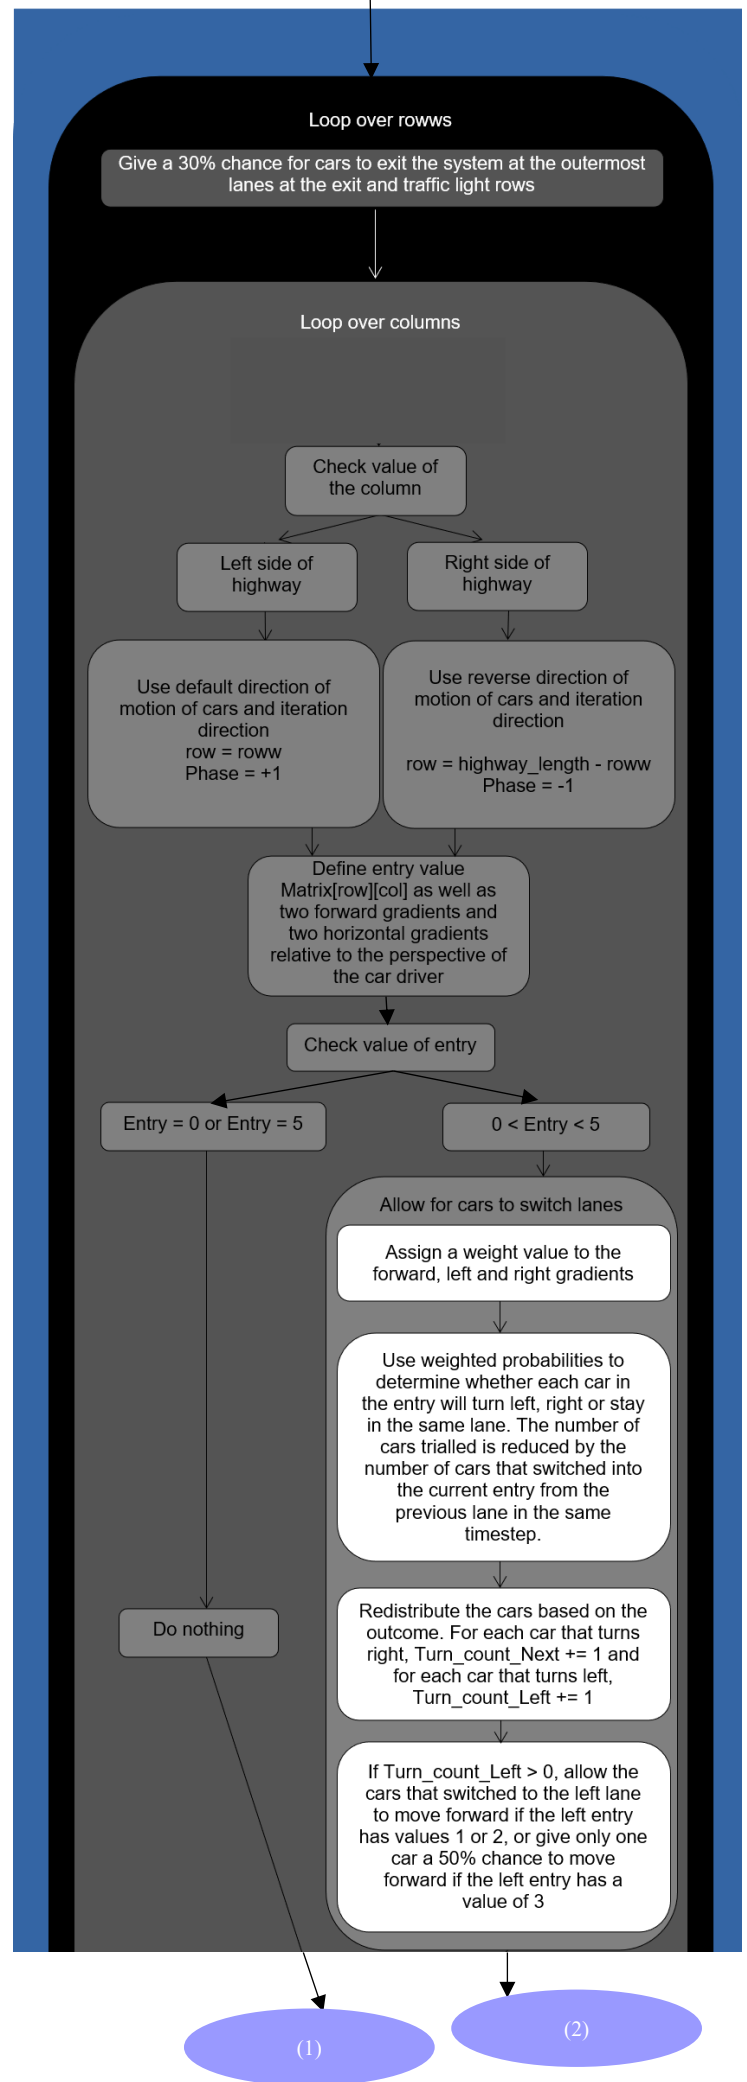 Loop over rowws
Give a 30% chance for cars to exit the system at the outermost
lanes at the exit and traffic light rows
Loop over columns
Check value of
the column
Left side of
highway
Right side of
highway
Use default direction of
motion of cars and iteration
direction
row = roww
Phase = +1
Use reverse direction of
motion of cars and iteration
direction
row = highway_length - roww
Phase = -1
Define entry value
Matrix[row][col] as well as
two forward gradients and
two horizontal gradients
relative to the perspective of
the car driver
Check value of entry
Entry = 0 or Entry = 5
0 < Entry < 5
Allow for cars to switch lanes
Assign a weight value to the
forward, left and right gradients
Use weighted probabilities to
determine whether each car in
the entry will turn left, right or stay
in the same lane. The number of
cars trialled is reduced by the
number of cars that switched into
the current entry from the
previous lane in the same
timestep.
Do nothing
Redistribute the cars based on the
outcome. For each car that turns
right, Turn_count_Next += 1 and
for each car that turns left,
Turn_count_Left += 1
If Turn_count_Left > 0, allow the
cars that switched to the left lane
to move forward if the left entry
has values 1 or 2, or give only one
car a 50% chance to move
forward if the left entry has a
value of 3
(1)
(2)